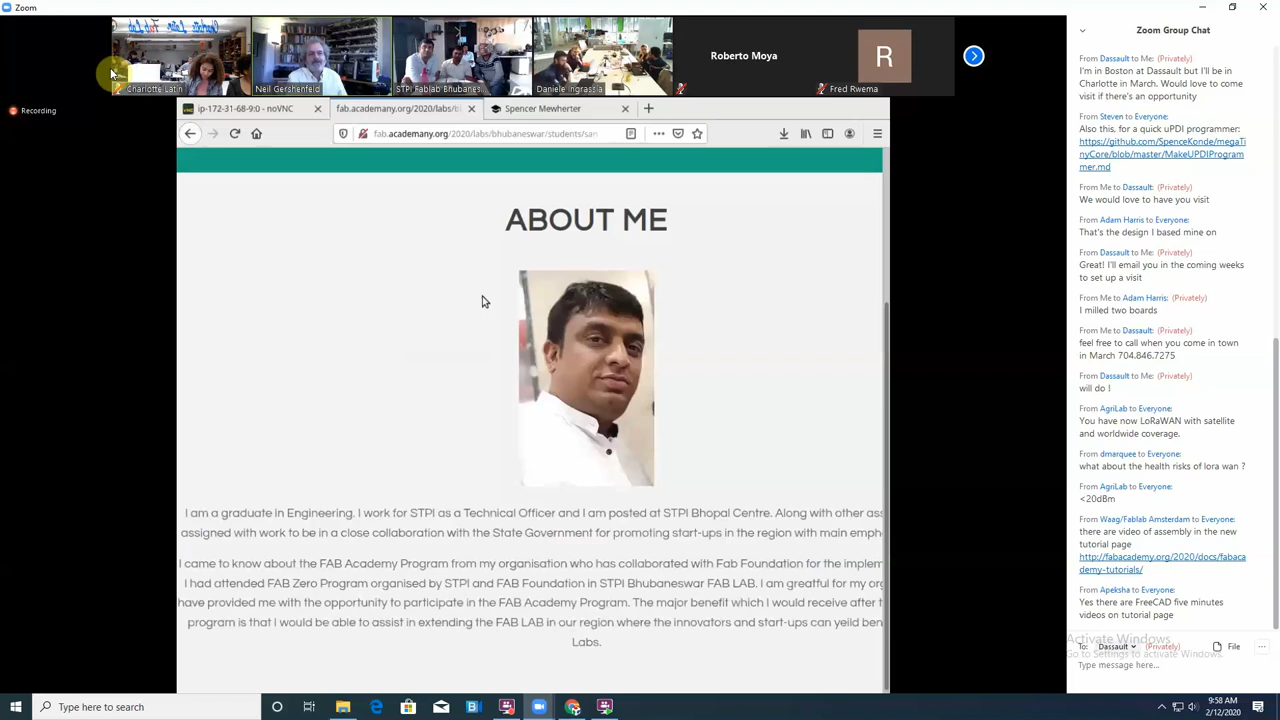 Zoom
Charlotte Latin
Neil Gershenfeld
STPI Fablab Bhubanes...
Daniele Ingrassia
Roberto Moya
R
Fred Rwema
Recording
ip-172-31-68-9:0 - noVNC
fab.academany.org/2020/labs/b
Spencer Mewherter
fab.academany.org/2020/labs/bhubaneswar/students/san
ABOUT ME
I am a graduate in Engineering. I work for STPI as a Technical Officer and I am posted at STPI Bhopal Centre. Along with other ass
assigned with work to be in a close collaboration with the State Government for promoting start-ups in the region with main emph
I came to know about the FAB Academy Program from my organisation who has collaborated with Fab Foundation for the implem
I had attended FAB Zero Program organised by STPI and FAB Foundation in STPI Bhubaneswar FAB LAB. I am greatful for my org
have provided me with the opportunity to participate in the FAB Academy Program. The major benefit which I would receive after t
program is that I would be able to assist in extending the FAB LAB in our region where the innovators and start-ups can yeild ben
Labs.
Zoom Group Chat
From Dassault to Me: (Privately)
I'm in Boston at Dassault but I'll be in
Charlotte in March. Would love to come
visit if there's an opportunity
From Steven to Everyone:
Also this, for a quick uPDI programmer:
https://github.com/SpenceKonde/megaTi
nyCore/blob/master/MakeUPDIProgram
mer.md
From Me to Dassault: (Privately)
We would love to have you visit
From Adam Harris to Everyone:
That's the design I based mine on
From Dassault to Me: (Privately)
Great! I'll email you in the coming weeks
to set up a visit
From Me to Adam Harris: (Privately)
I milled two boards
From Me to Dassault: (Privately)
feel free to call when you come in town
in March 704.846.7275
From Dassault to Me: (Privately)
will do !
From AgriLab to Everyone:
You have now LoRaWAN with satellite
and worldwide coverage.
From dmarquee to Everyone:
what about the health risks of lora wan ?
From AgriLab to Everyone:
<20dBm
From Waag/Fablab Amsterdam to Everyone:
there are video of assembly in the new
tutorial page
http://fabacademy.org/2020/docs/fabaca
demy-tutorials/
From Apeksha to Everyone:
Yes there are FreeCAD five minutes
videos on tutorial page
Activate Windows
Go to Settings to activate Windows.
To: Dassault (Privately)
File
Type message here...
Type here to search
9:58 AM
2/12/2020